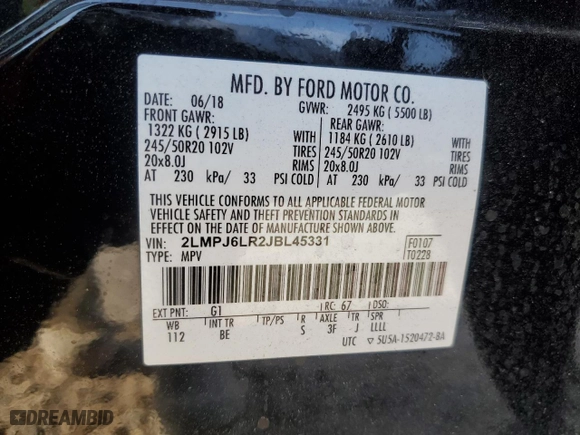 MFD. BY FORD MOTOR CO.
DATE: 06/18 GVWR: 2495 KG ( 5500 LB)
FRONT GAWR: REAR GAWR:
1322 KG ( 2915 LB) WITH 1184 KG ( 2610 LB) WITH
245/50R20 102V TIRES 245/50R20 102V TIRES
20x8.0J RIMS 20x8.0J RIMS
AT 230 kPa/ 33 PSI COLD AT 230 kPa/ 33 PSI COLD
THIS VEHICLE CONFORMS TO ALL APPLICABLE FEDERAL MOTOR
VEHICLE SAFETY AND THEFT PREVENTION STANDARDS IN
EFFECT ON THE DATE OF MANUFACTURE SHOWN ABOVE.
VIN: 2LMPJ6LR2JBL45331 F0107
TYPE: MPV T0228
EXT PNT: G1 RC: 67 DSO:
WB INT TR TP/PS R AXLE TR SPR
112 BE S 3F J LLLL
UTC ▽ 5U5A-1520472-BA
DREAMBID